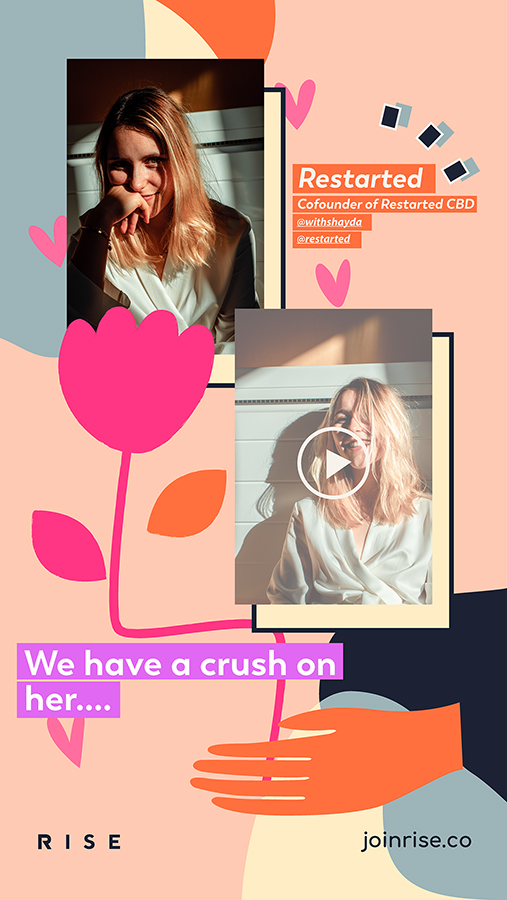 Restarted
Cofounder of Restarted CBD
@withshayda
@restarted
We have a crush on
her....
RISE
joinrise.co